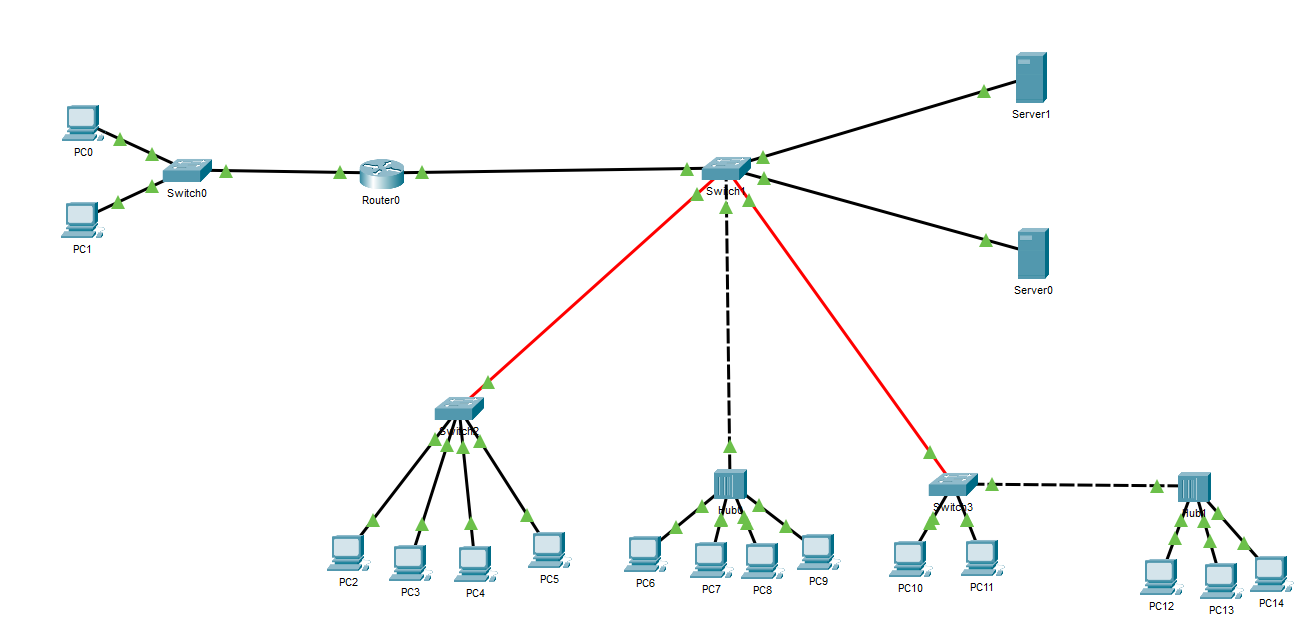 Server1
PC0
Switch0
Router0
Switch1
PC1
Server0
Switch2
Hub0
Switch3
Hub1
PC2
PC3
PC4
PC5
PC6
PC7
PC8
PC9
PC10
PC11
PC12
PC13
PC14